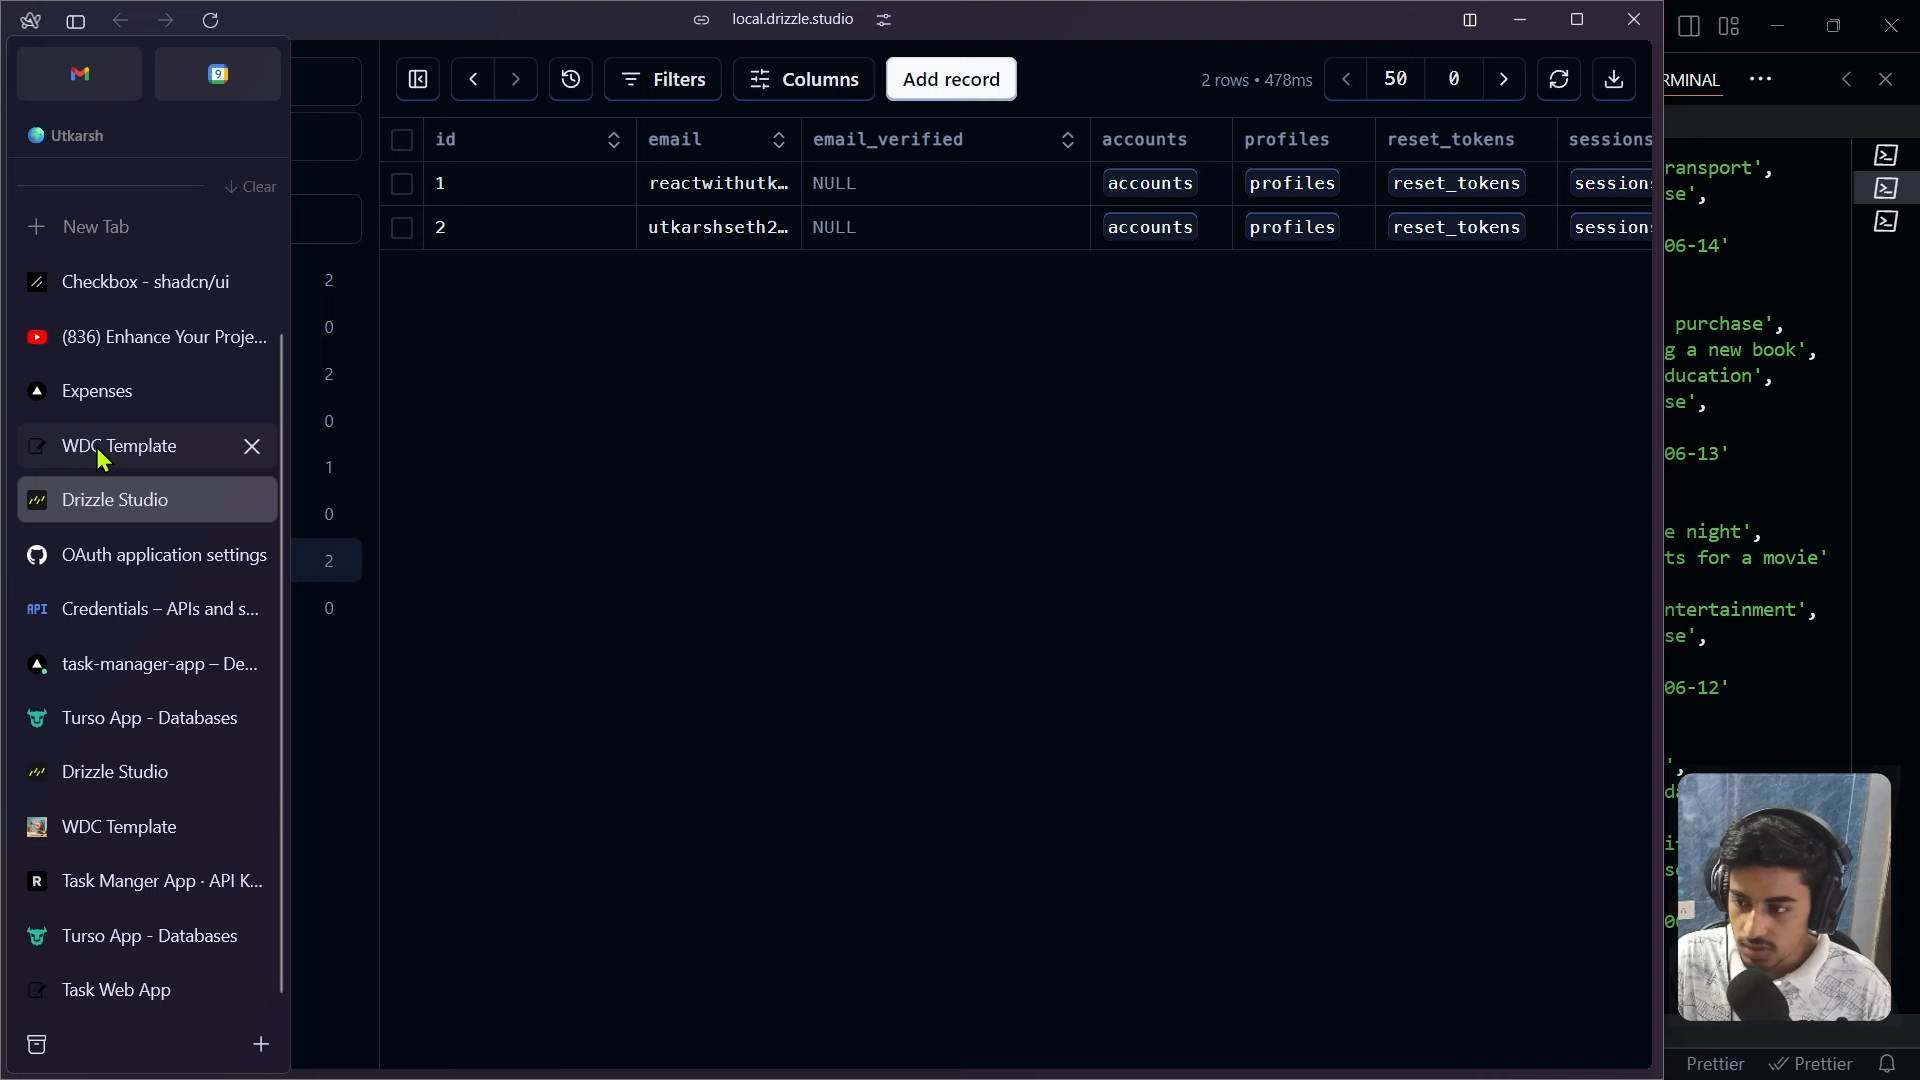 local.drizzle.studio
9
Utkarsh
Clear
New Tab
Checkbox - shadcn/ui
(836) Enhance Your Proje...
Expenses
WDC Template
Drizzle Studio
OAuth application settings
API Credentials – APIs and s...
task-manager-app – De...
Turso App - Databases
Drizzle Studio
WDC Template
R Task Manger App · API K...
Turso App - Databases
Task Web App
2
0
2
0
1
0
2
0
Filters
Columns
Add record
2 rows • 478ms
50
0
id email email_verified accounts profiles reset_tokens sessions
1 reactwithutk... NULL accounts profiles reset_tokens session
2 utkarshseth2... NULL accounts profiles reset_tokens session
RMINAL
ransport',
se',
06-14'
purchase',
g a new book',
ducation',
se',
06-13'
e night',
ts for a movie'
ntertainment',
se',
06-12'
Prettier
Prettier